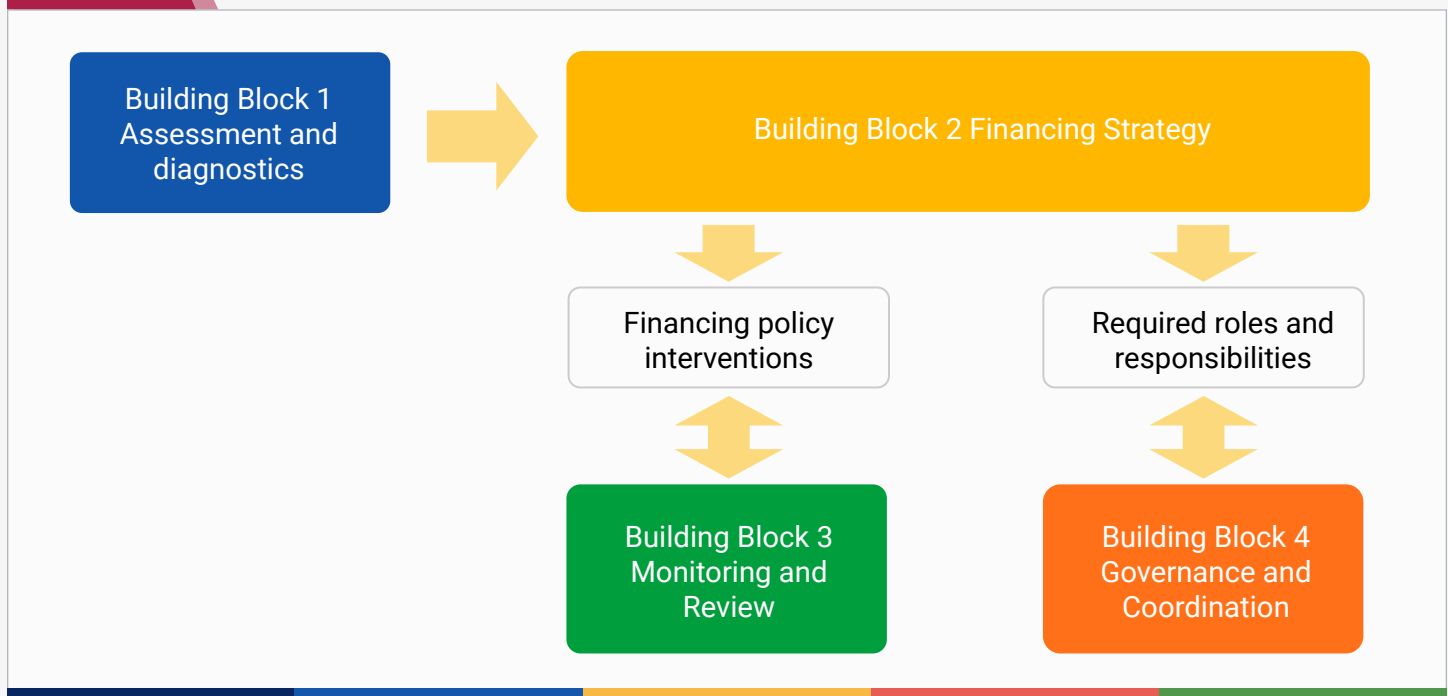 Building Block 1
Assessment and
diagnostics
Building Block 2 Financing Strategy
Financing policy
interventions
Required roles and
responsibilities
Building Block 3
Monitoring and
Review
Building Block 4
Governance and
Coordination